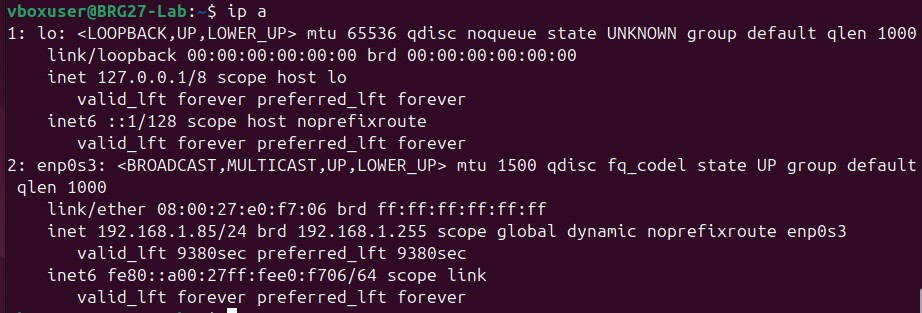 vboxuser@BRG27-Lab:~$ ip a
1: lo: <LOOPBACK,UP,LOWER_UP> mtu 65536 qdisc noqueue state UNKNOWN group default qlen 1000
    link/loopback 00:00:00:00:00:00 brd 00:00:00:00:00:00
    inet 127.0.0.1/8 scope host lo
       valid_lft forever preferred_lft forever
    inet6 ::1/128 scope host noprefixroute
       valid_lft forever preferred_lft forever
2: enp0s3: <BROADCAST,MULTICAST,UP,LOWER_UP> mtu 1500 qdisc fq_codel state UP group default
 qlen 1000
    link/ether 08:00:27:e0:f7:06 brd ff:ff:ff:ff:ff:ff
    inet 192.168.1.85/24 brd 192.168.1.255 scope global dynamic noprefixroute enp0s3
       valid_lft 9380sec preferred_lft 9380sec
    inet6 fe80::a00:27ff:fee0:f706/64 scope link
       valid_lft forever preferred_lft forever